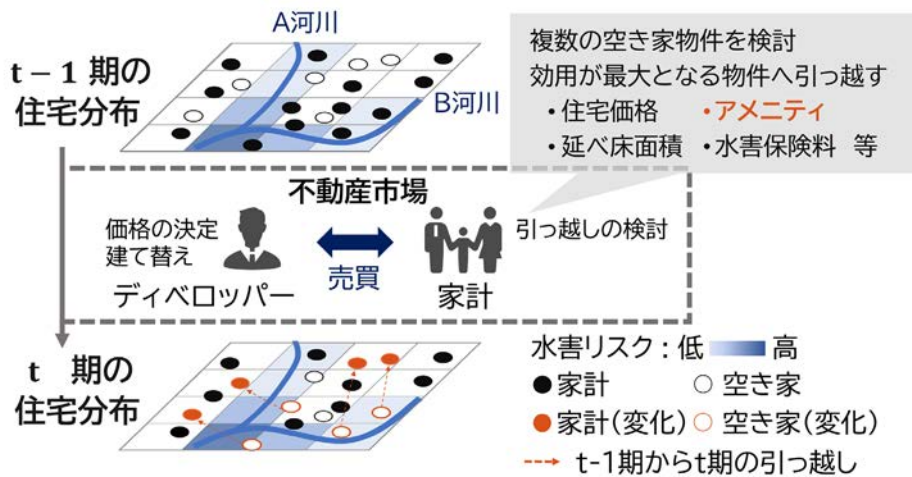 t－1 期の
住宅分布
A河川
B河川
複数の空き家物件を検討
効用が最大となる物件へ引っ越す
・住宅価格　・アメニティ
・延べ床面積　・水害保険料　等
不動産市場
価格の決定
建て替え
ディベロッパー
売買
家計
引っ越しの検討
t　期の
住宅分布
水害リスク：低　高
家計　空き家
家計（変化）　空き家（変化）
t-1期からt期の引っ越し